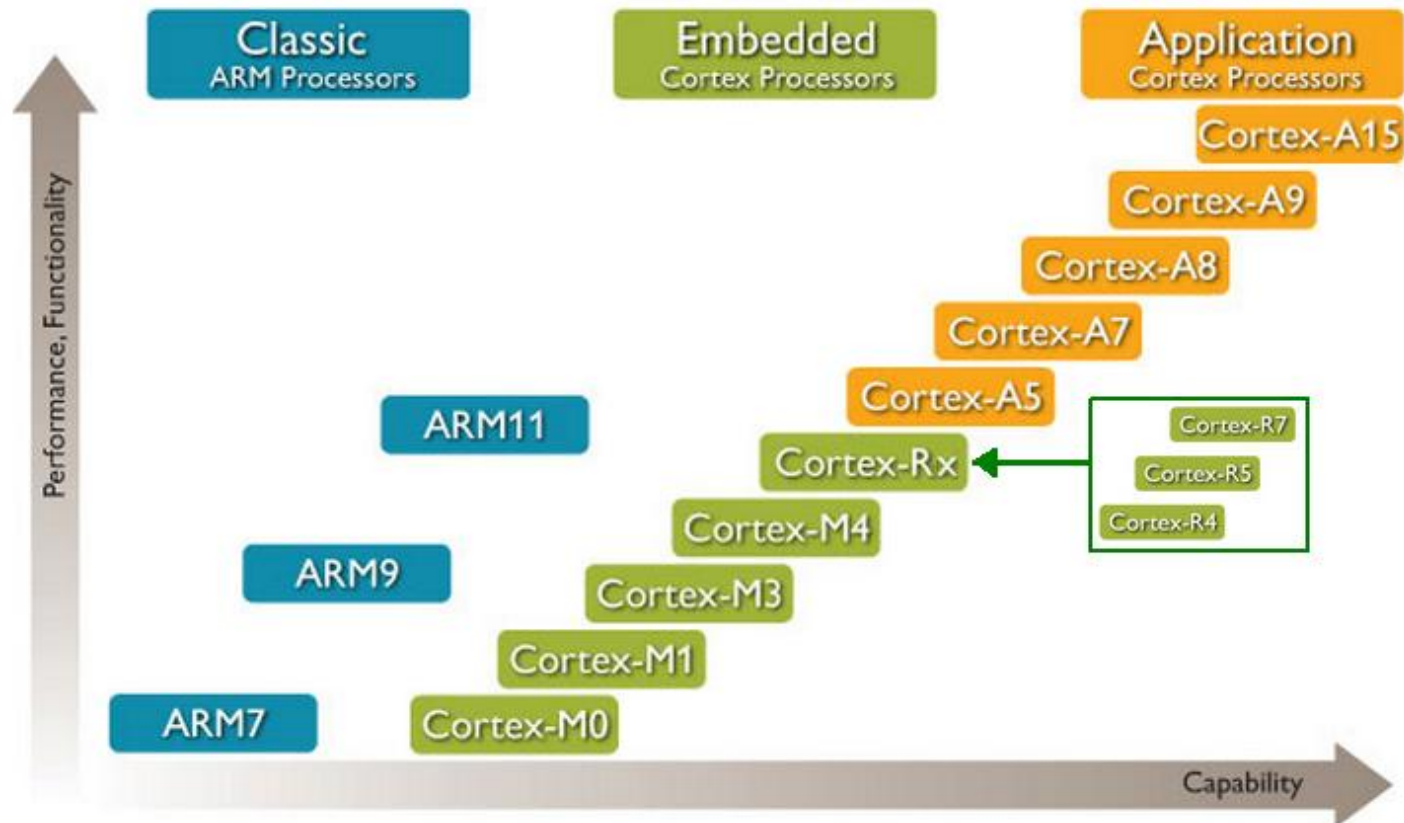 Classic
ARM Processors
Embedded
Cortex Processors
Application
Cortex Processors
Cortex-A15
Cortex-A9
Cortex-A8
Cortex-A7
Cortex-A5
ARM11
Cortex-R7
Cortex-Rx
Cortex-R5
Cortex-R4
Cortex-M4
ARM9
Cortex-M3
Cortex-M1
ARM7
Cortex-M0
Performance, Functionality
Capability